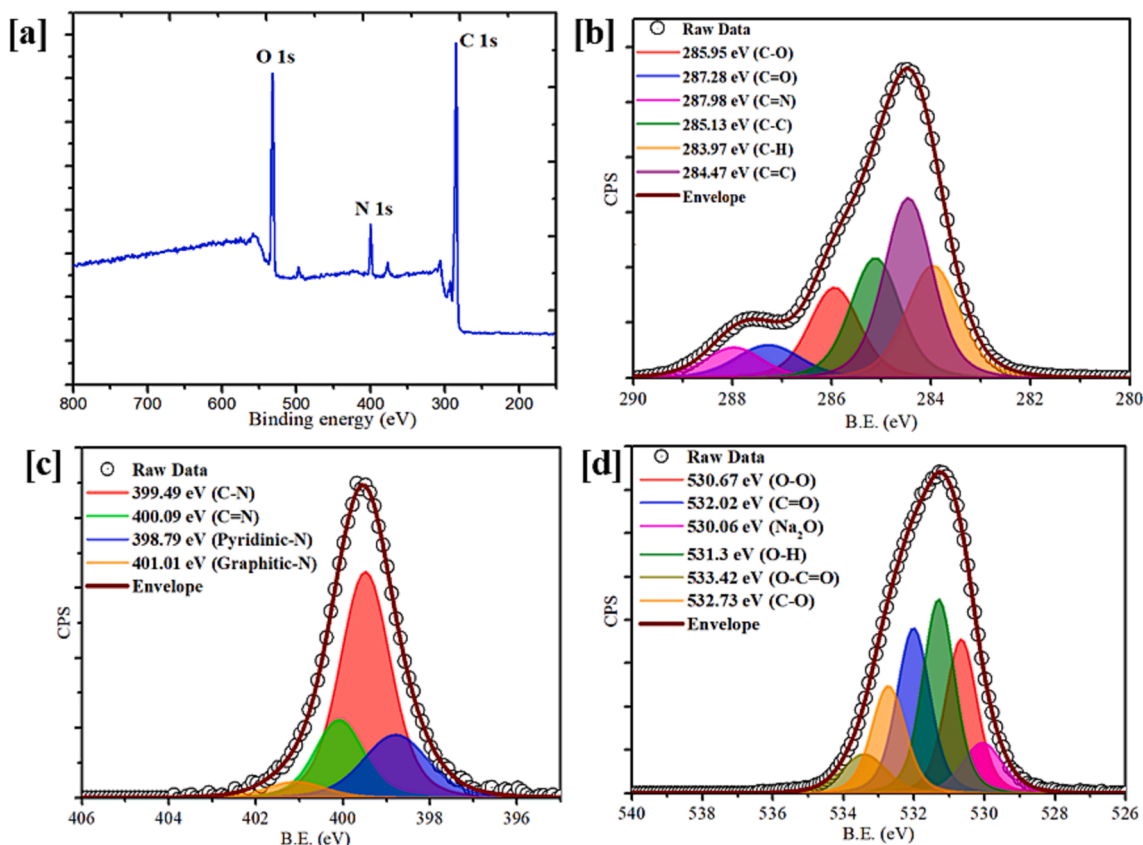 [a]
O 1s
C 1s
N 1s
800 700 600 500 400 300 200
Binding energy (eV)
[b]
Raw Data
285.95 eV (C-O)
287.28 eV (C=O)
287.98 eV (C=N)
285.13 eV (C-C)
283.97 eV (C-H)
284.47 eV (C=C)
Envelope
CPS
290 288 286 284 282 280
B.E. (eV)
[c]
Raw Data
399.49 eV (C-N)
400.09 eV (C=N)
398.79 eV (Pyridinic-N)
401.01 eV (Graphitic-N)
Envelope
CPS
406 404 402 400 398 396
B.E. (eV)
[d]
Raw Data
530.67 eV (O-O)
532.02 eV (C=O)
530.06 eV (Na₂O)
531.3 eV (O-H)
533.42 eV (O-C=O)
532.73 eV (C-O)
Envelope
CPS
540 538 536 534 532 530 528 526
B.E. (eV)